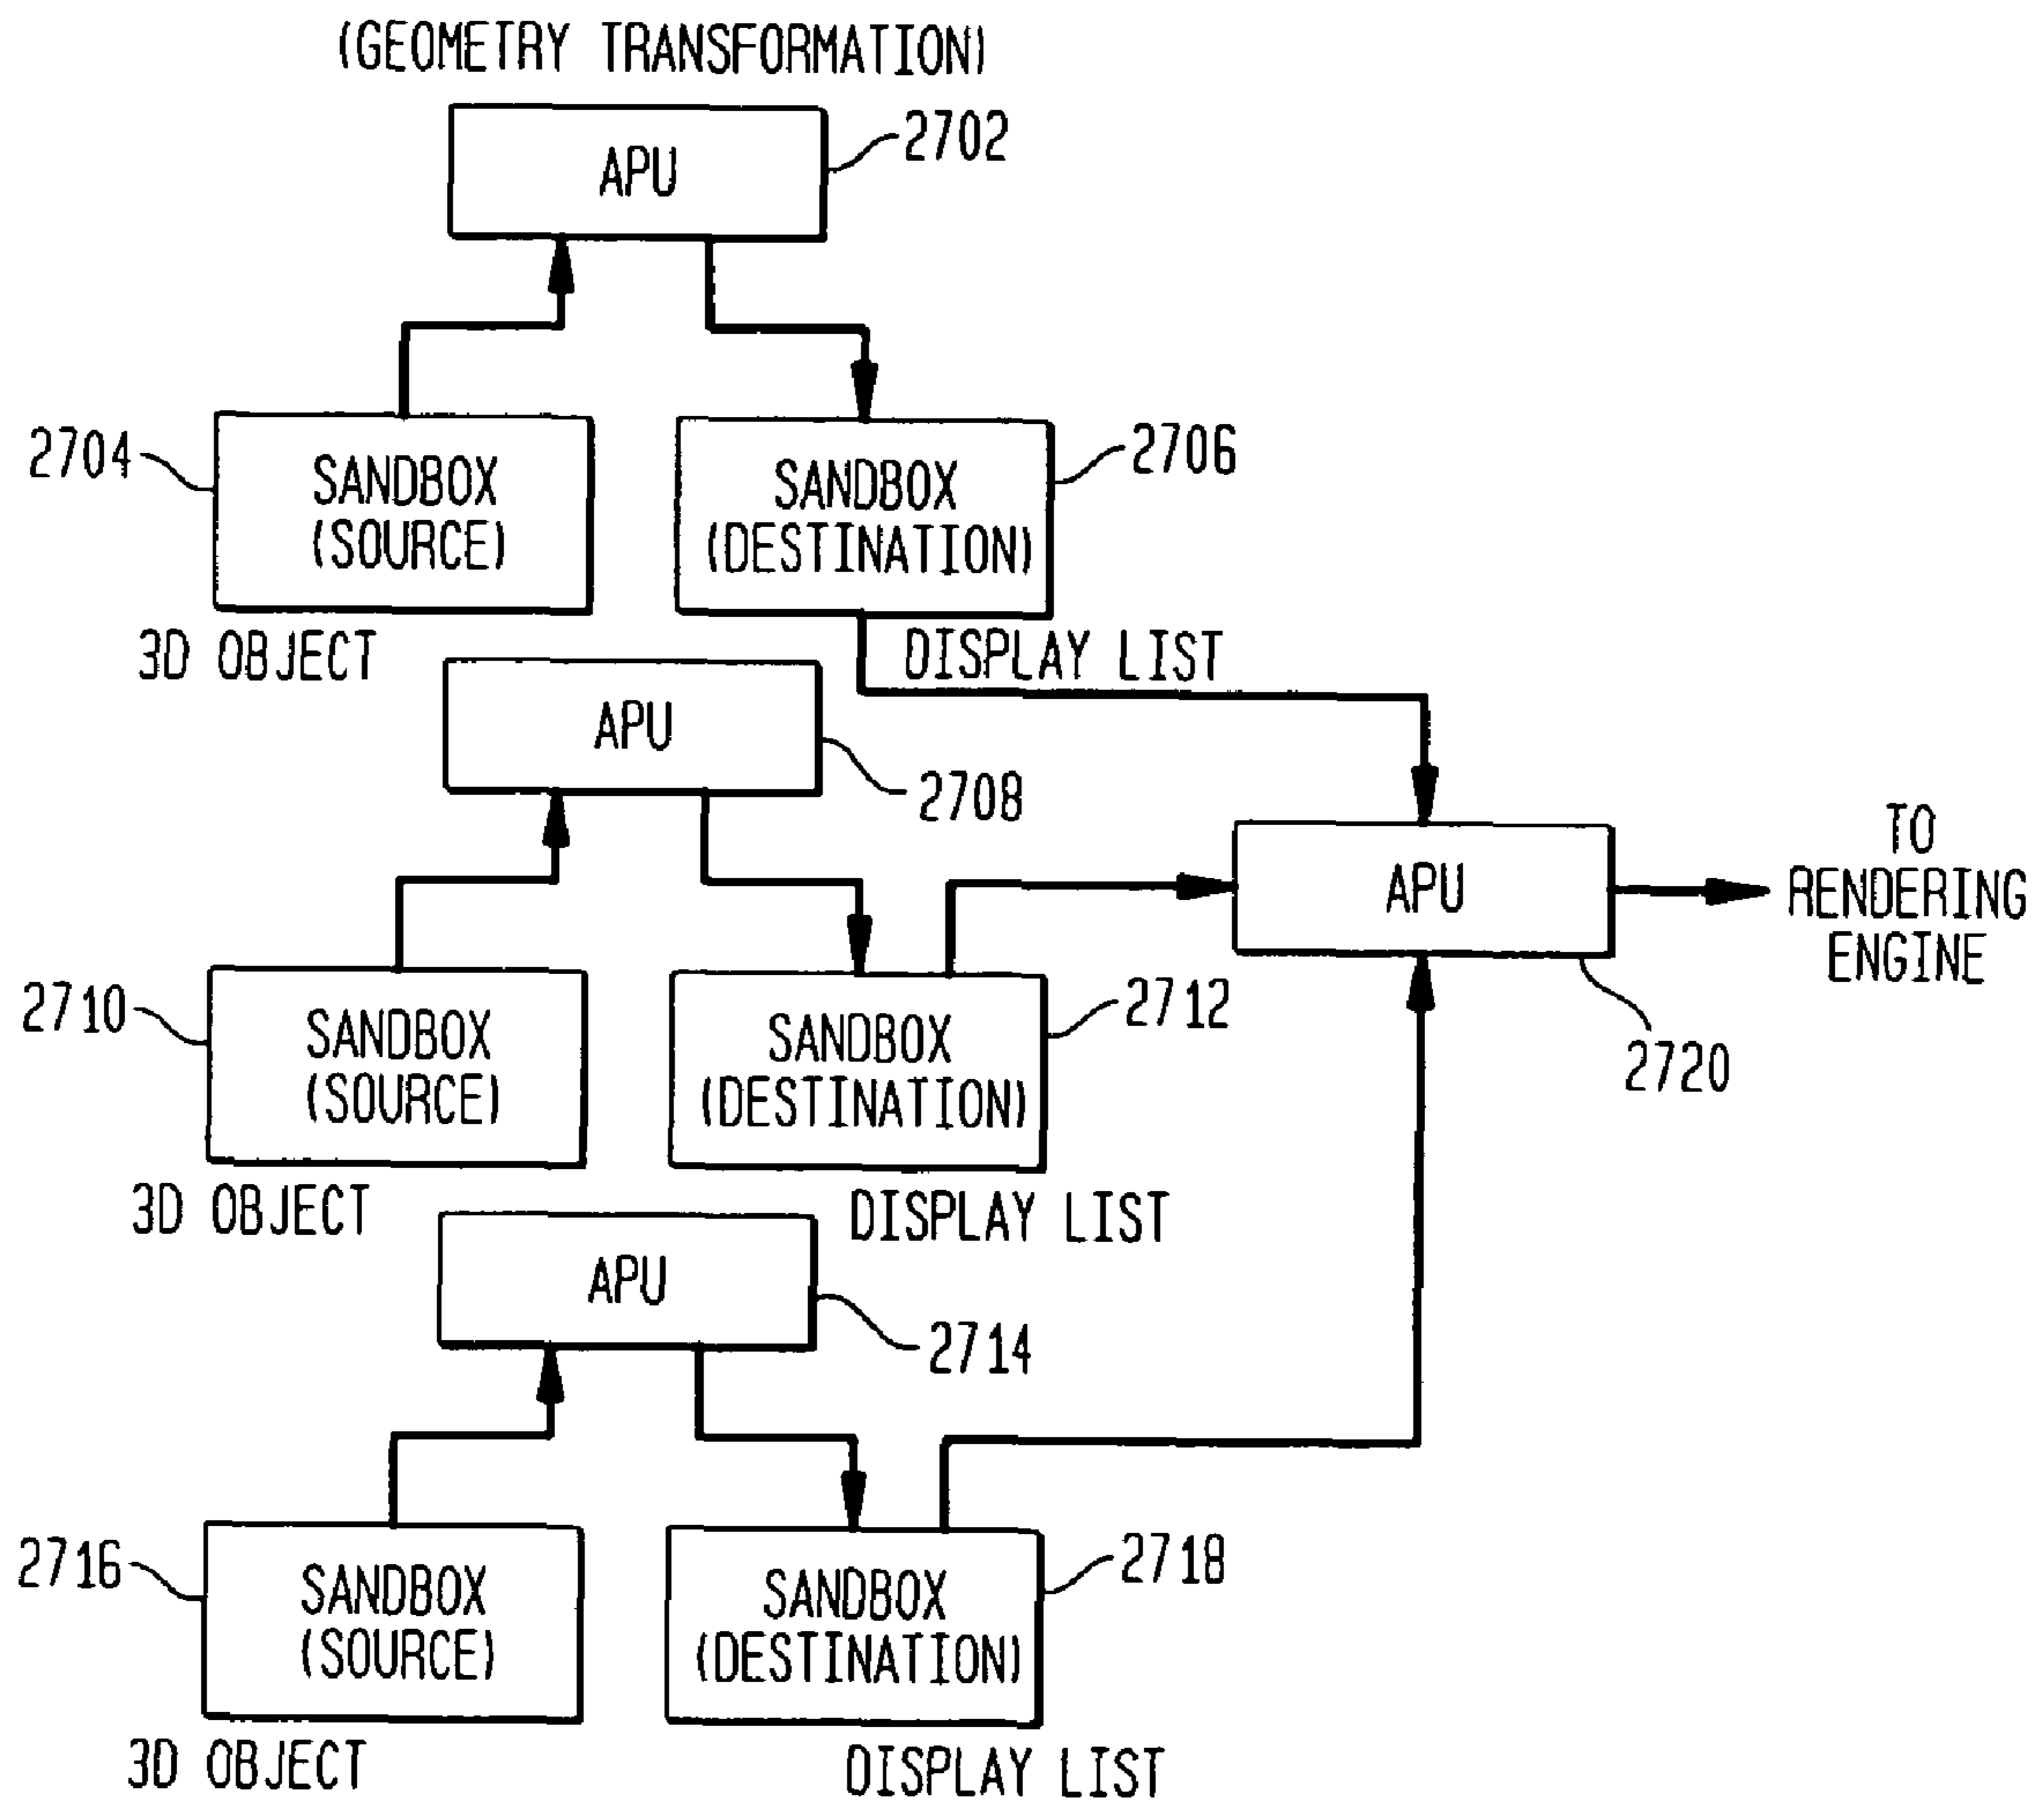 (GEOMETRY TRANSFORMATION)
APU
2702
2704
SANDBOX
(SOURCE)
3D OBJECT
SANDBOX
(DESTINATION)
2706
DISPLAY LIST
APU
2708
2710
SANDBOX
(SOURCE)
3D OBJECT
SANDBOX
(DESTINATION)
2712
DISPLAY LIST
APU
2720
TO
RENDERING
ENGINE
APU
2714
2716
SANDBOX
(SOURCE)
3D OBJECT
SANDBOX
(DESTINATION)
2718
DISPLAY LIST